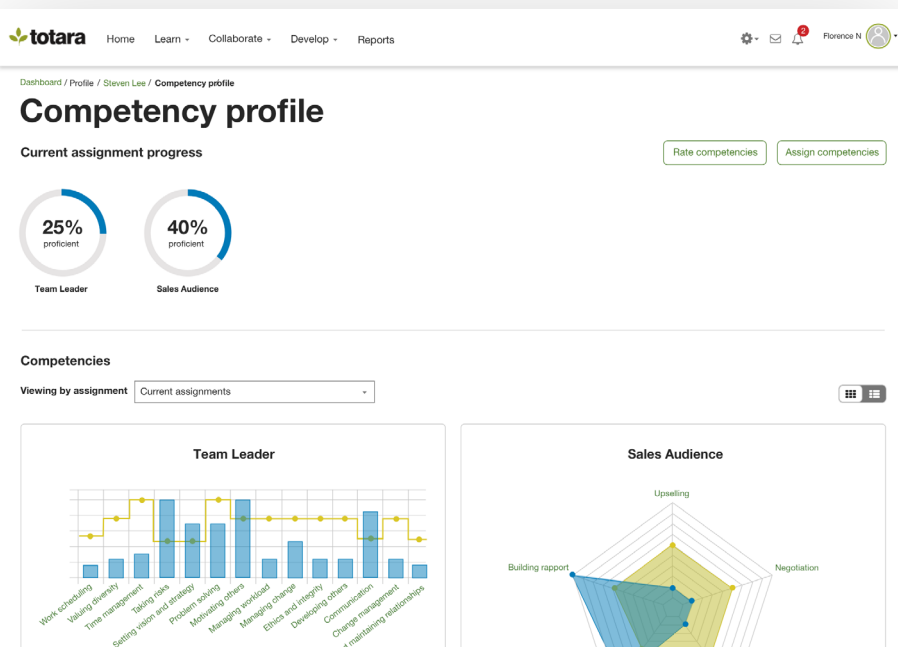 totara
Home Learn Collaborate Develop Reports
2
Florence N
Dashboard / Profile / Steven Lee / Competency profile
Competency profile
Current assignment progress
Rate competencies
Assign competencies
25%
proficient
Team Leader
40%
proficient
Sales Audience
Competencies
Viewing by assignment
Current assignments
Team Leader
Work scheduling
Valuing diversity
Time management
Taking risks
Setting vision and strategy
Problem solving
Motivating others
Managing workload
Managing change
Ethics and integrity
Developing others
Communication
Change management
maintaining relationships
Sales Audience
Upselling
Building rapport
Negotiation